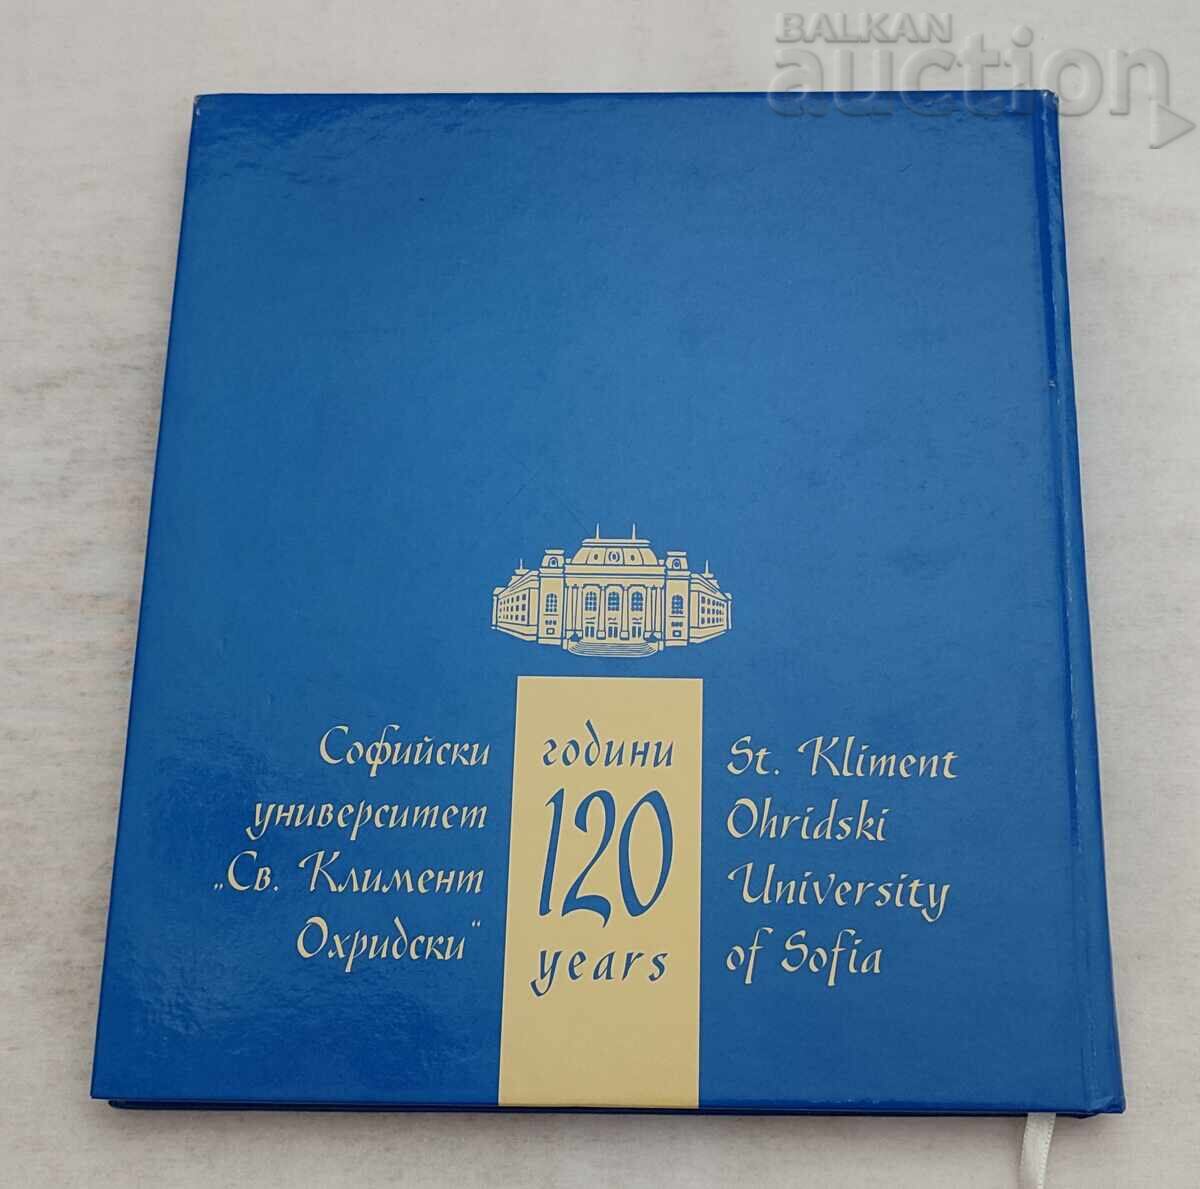 BALKAN
auction
Софийски
университет
„Св. Климент
Охридски“
години
120
years
St. Kliment
Ohridski
University
of Sofia